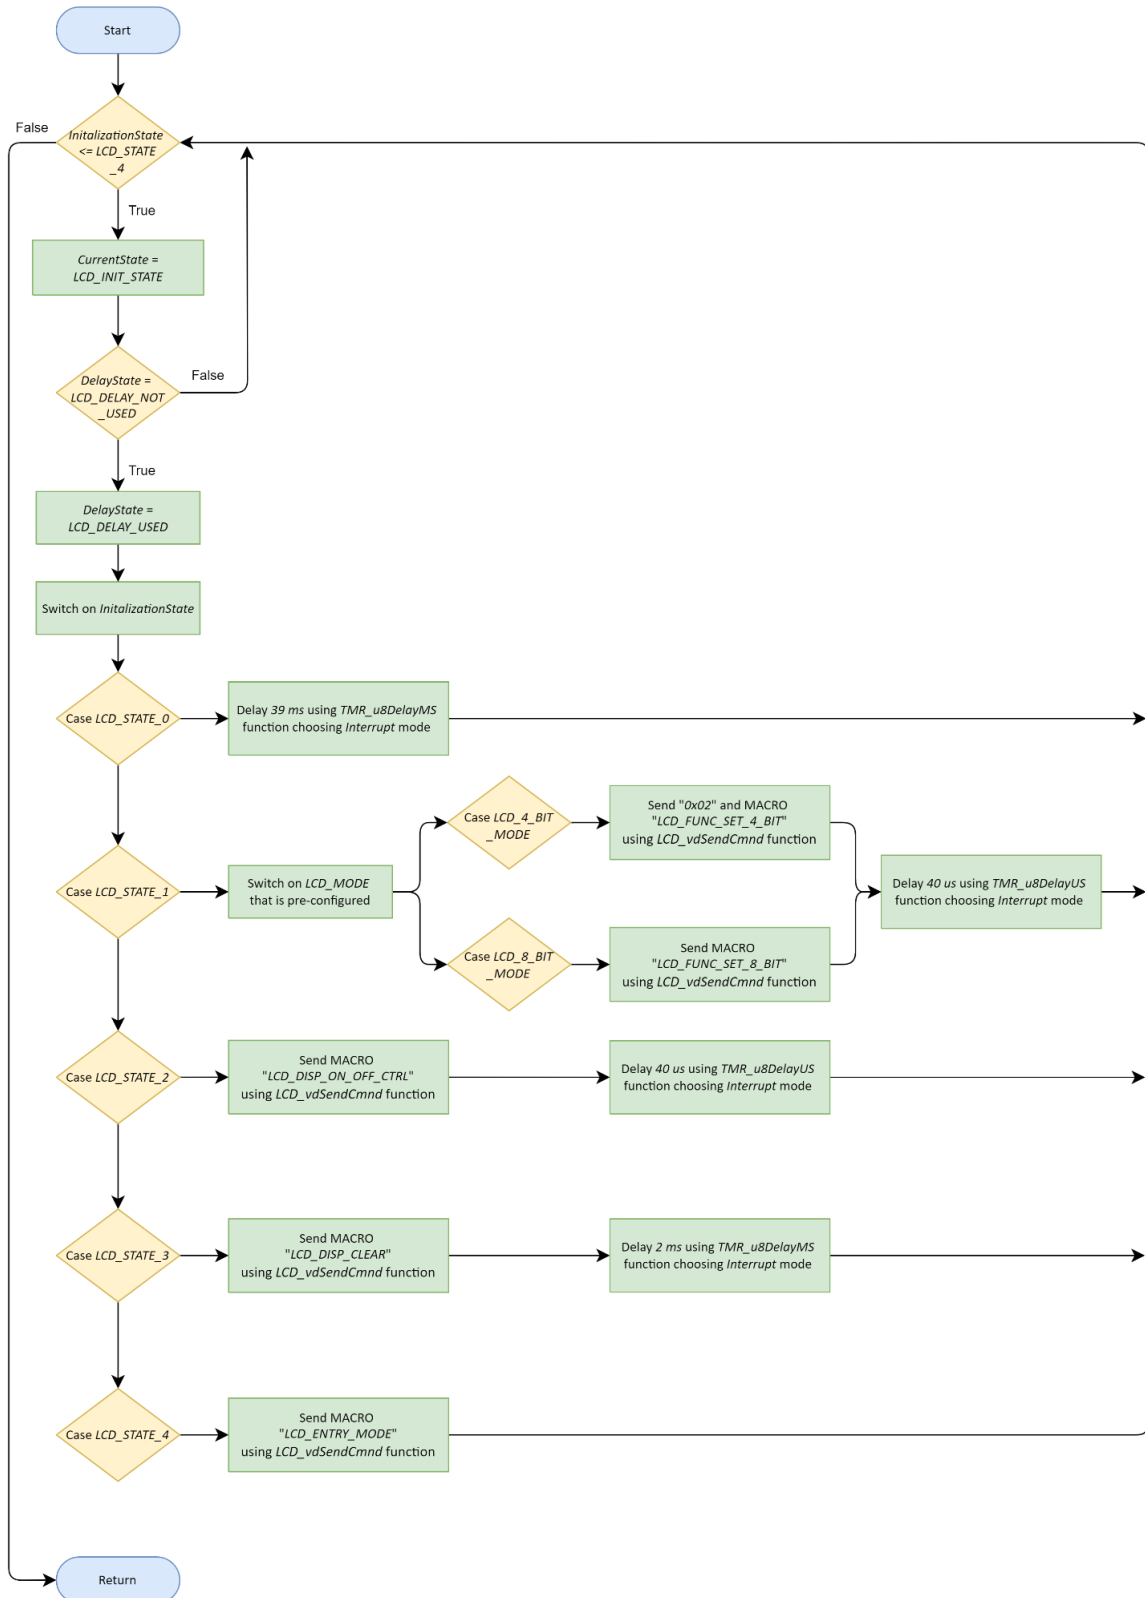 Start
False
InitalizationState
<= LCD_STATE
_4
True
CurrentState =
LCD_INIT_STATE
DelayState =
LCD_DELAY_NOT
_USED
False
True
DelayState =
LCD_DELAY_USED
Switch on InitalizationState
Case LCD_STATE_0
Delay 39 ms using TMR_u8DelayMS
function choosing Interrupt mode
Case LCD_STATE_1
Switch on LCD_MODE
that is pre-configured
Case LCD_4_BIT
_MODE
Send "0x02" and MACRO
"LCD_FUNC_SET_4_BIT"
using LCD_vdSendCmnd function
Case LCD_8_BIT
_MODE
Send MACRO
"LCD_FUNC_SET_8_BIT"
using LCD_vdSendCmnd function
Delay 40 us using TMR_u8DelayUS
function choosing Interrupt mode
Case LCD_STATE_2
Send MACRO
"LCD_DISP_ON_OFF_CTRL"
using LCD_vdSendCmnd function
Delay 40 us using TMR_u8DelayUS
function choosing Interrupt mode
Case LCD_STATE_3
Send MACRO
"LCD_DISP_CLEAR"
using LCD_vdSendCmnd function
Delay 2 ms using TMR_u8DelayMS
function choosing Interrupt mode
Case LCD_STATE_4
Send MACRO
"LCD_ENTRY_MODE"
using LCD_vdSendCmnd function
Return